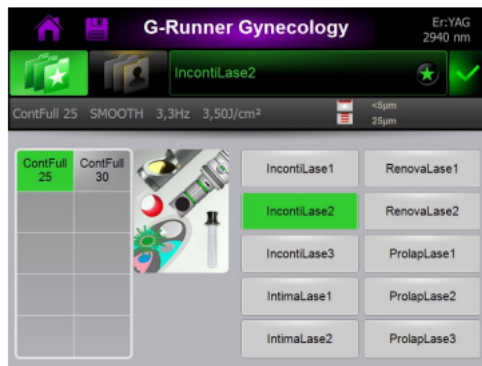 G-Runner Gynecology
Er:YAG
2940 nm
IncontiLase2
ContFull 25 SMOOTH 3,3Hz 3,50J/cm²
<5µm
25µm
ContFull 25
ContFull 30
IncontiLase1
RenovaLase1
IncontiLase2
RenovaLase2
IncontiLase3
ProlapLase1
IntimaLase1
ProlapLase2
IntimaLase2
ProlapLase3